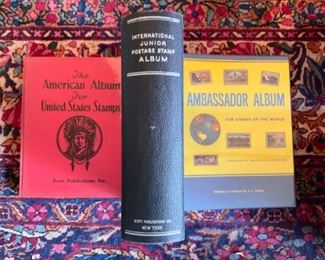 The
American Album
for
United States Stamps
Scott Publications Inc.
INTERNATIONAL
JUNIOR
POSTAGE STAMP
ALBUM
SCOTT PUBLICATIONS INC.
NEW YORK
AMBASSADOR ALBUM
FOR STAMPS OF THE WORLD